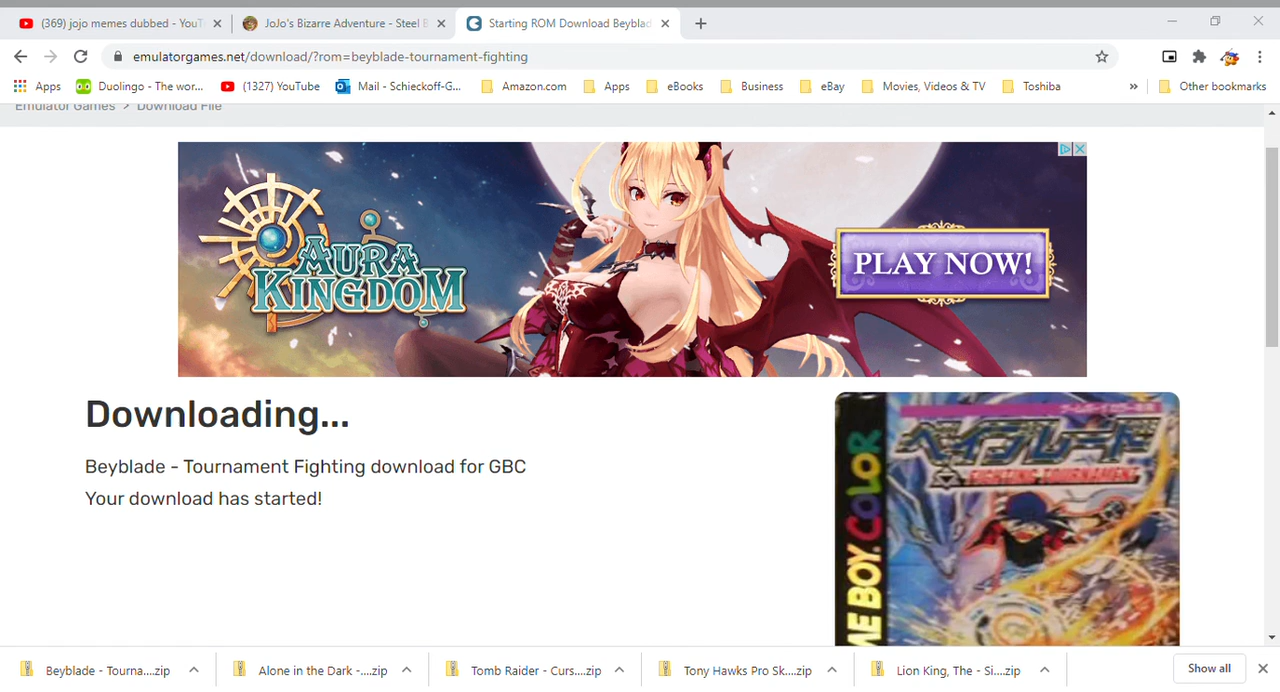 (369) jojo memes dubbed - YouT
JoJo's Bizarre Adventure - Steel B
Starting ROM Download Beyblad
emulatorgames.net/download/?rom=beyblade-tournament-fighting
Apps
Duolingo - The wor...
(1327) YouTube
Mail - Schieckoff-G...
Amazon.com
Apps
eBooks
Business
eBay
Movies, Videos & TV
Toshiba
»
Other bookmarks
Emulator Games > Download File
AURA
KINGDOM
PLAY NOW!
Downloading...
Beyblade - Tournament Fighting download for GBC
Your download has started!
ベイブレード
FIGHTING TOURNAMENT
ME BOY COLOR
Beyblade - Tourna....zip
Alone in the Dark -....zip
Tomb Raider - Curs....zip
Tony Hawks Pro Sk....zip
Lion King, The - Si....zip
Show all